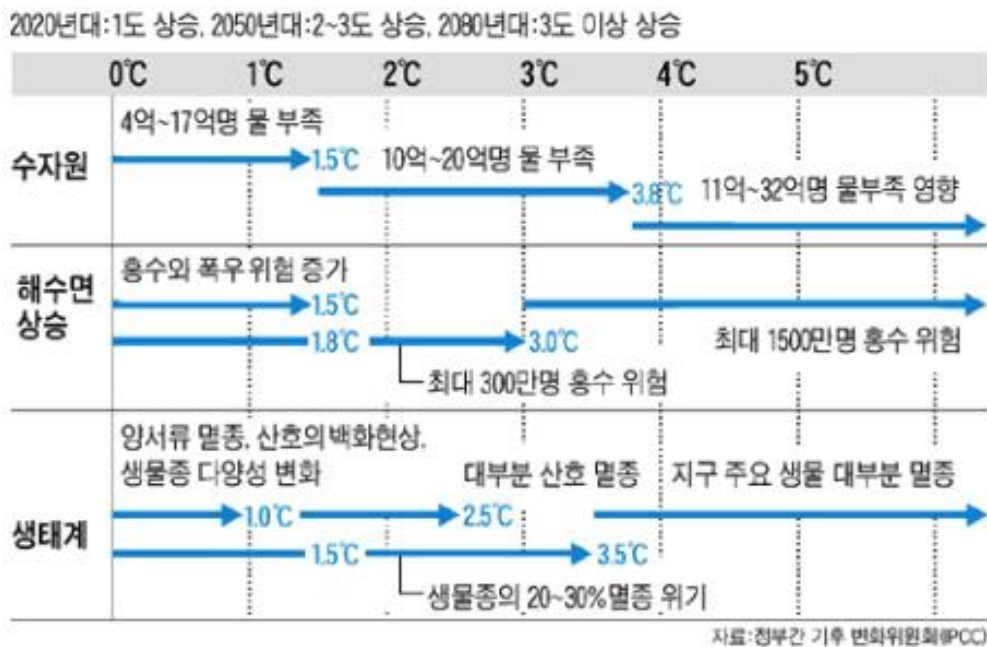 2020년대:1도 상승, 2050년대:2~3도 상승, 2080년대:3도 이상 상승
0℃ 1℃ 2℃ 3℃ 4℃ 5℃
수자원
4억~17억명 물 부족
1.5℃
10억~20억명 물 부족
3.8℃
11억~32억명 물부족 영향
해수면
상승
홍수와 폭우 위험 증가
1.5℃
1.8℃
3.0℃
최대 300만명 홍수 위험
최대 1500만명 홍수 위험
생태계
양서류 멸종, 산호의백화현상,
생물종 다양성 변화
1.0℃
대부분 산호 멸종
2.5℃
지구 주요 생물 대부분 멸종
1.5℃
3.5℃
생물종의 20~30%멸종 위기
자료:정부간 기후 변화위원회(IPCC)